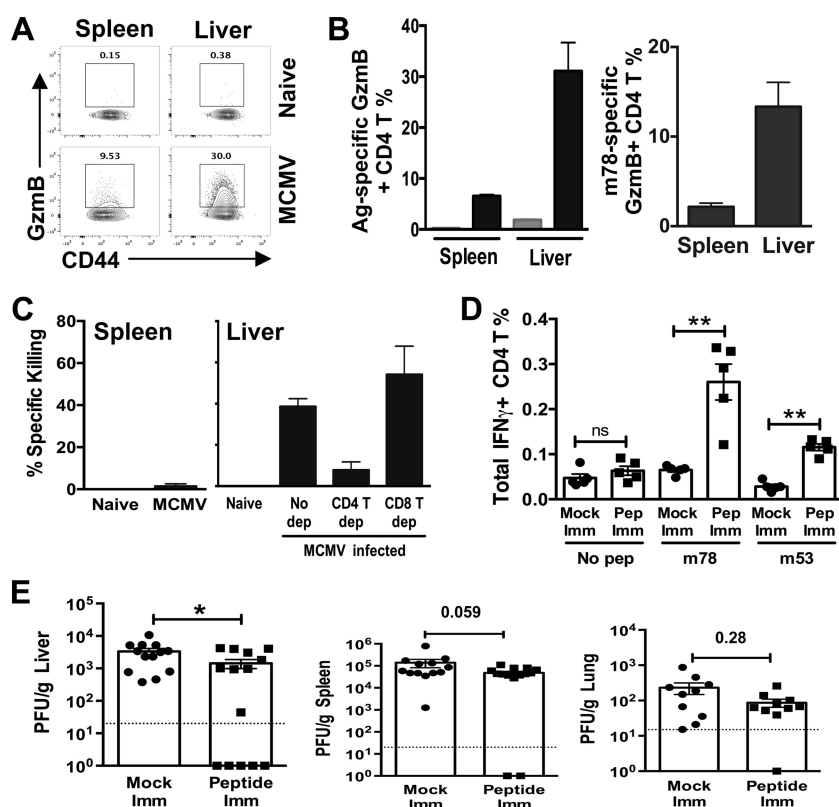 A
Spleen Liver
0.15 0.38
Naive
9.53 30.0
MCMV
GzmB
CD44
B
Ag-specific GzmB
+ CD4 T %
40
30
20
10
0
Spleen Liver
m78-specific
GzmB+ CD4 T %
20
10
0
Spleen Liver
C
% Specific Killing
80
60
40
20
0
Spleen
Naive MCMV
Liver
Naive
No dep
CD4 T dep
CD8 T dep
MCMV infected
D
Total IFNγ+ CD4 T %
0.4
0.3
0.2
0.1
0.0
ns
**
**
Mock Imm
Pep Imm
Mock Imm
Pep Imm
Mock Imm
Pep Imm
No pep m78 m53
E
PFU/g Liver
10⁵
10⁴
10³
10²
10¹
10⁰
*
Mock Imm
Peptide Imm
PFU/g Spleen
10⁶
10⁵
10⁴
10³
10²
10¹
10⁰
0.059
Mock Imm
Peptide Imm
PFU/g Lung
10⁴
10³
10²
10¹
10⁰
0.28
Mock Imm
Peptide Imm